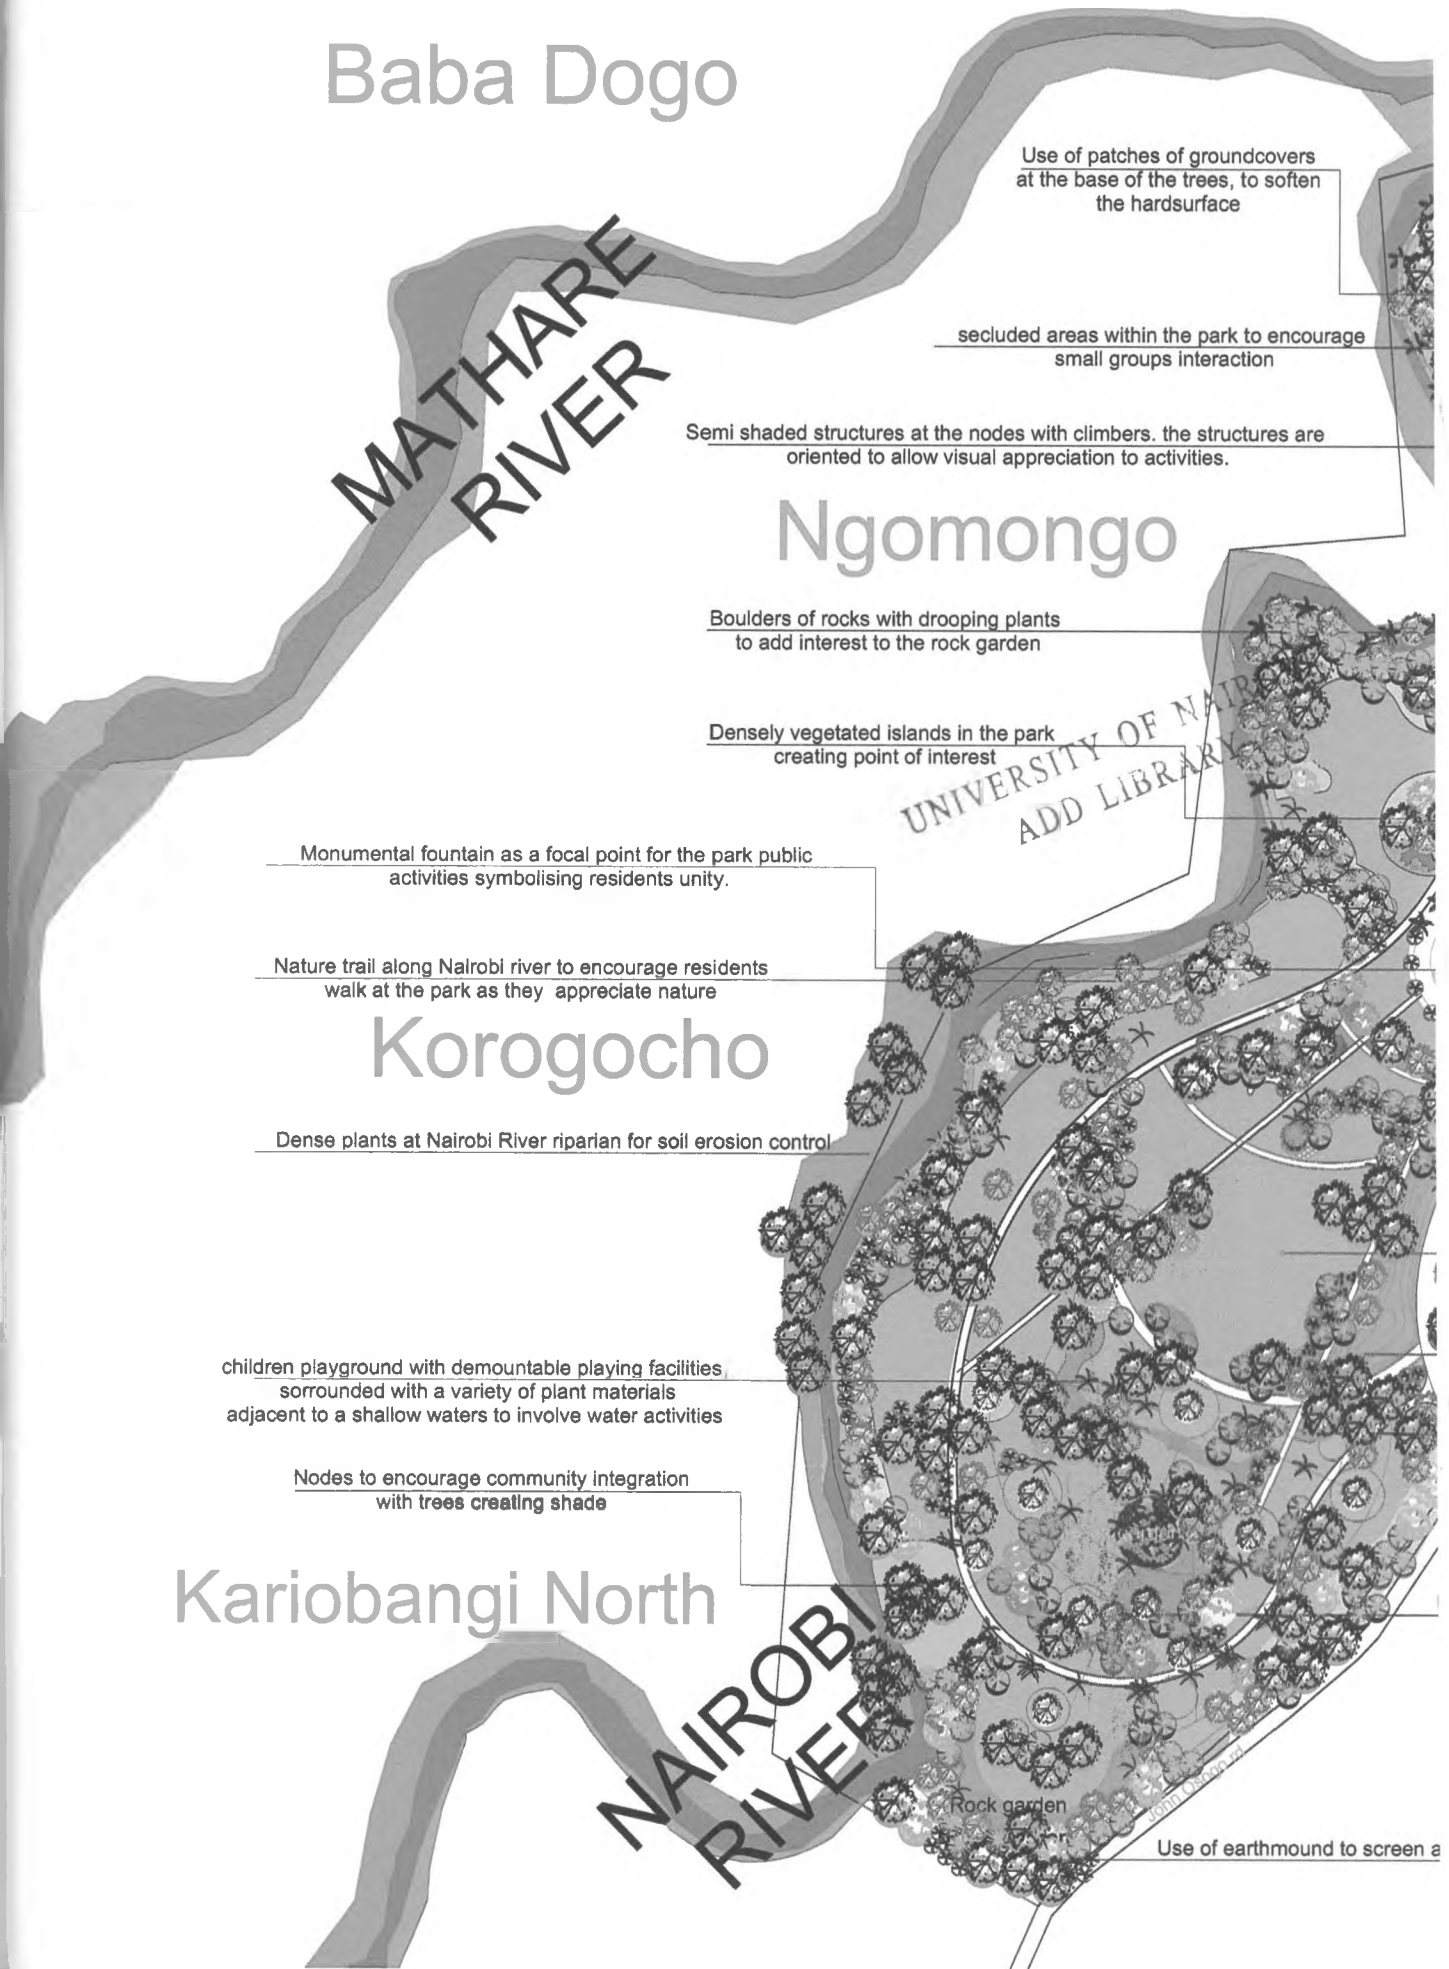 Baba Dogo
Use of patches of groundcovers
at the base of the trees, to soften
the hardsurface
MATHARE
RIVER
secluded areas within the park to encourage
small groups interaction
Semi shaded structures at the nodes with climbers. the structures are
oriented to allow visual appreciation to activities.
Ngomongo
Boulders of rocks with drooping plants
to add interest to the rock garden
Densely vegetated islands in the park
creating point of interest
UNIVERSITY OF NAIR
ADD LIBRARY
Monumental fountain as a focal point for the park public
activities symbolising residents unity.
Nature trail along Nairobi river to encourage residents
walk at the park as they appreciate nature
Korogocho
Dense plants at Nairobi River riparian for soil erosion control
children playground with demountable playing facilities,
sorrounded with a variety of plant materials
adjacent to a shallow waters to involve water activities
Nodes to encourage community integration
with trees creating shade
Kariobangi North
NAIROBI
RIVER
Rock garden
John Osogo rd
Use of earthmound to screen a